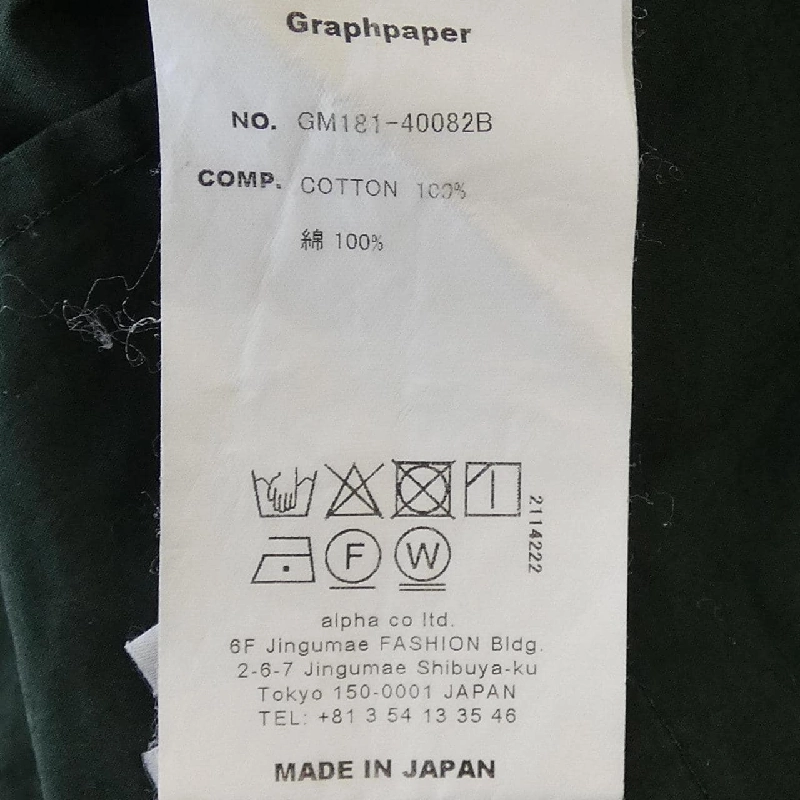 Graphpaper
NO. GM181-40082B
COMP. COTTON 100%
綿 100%
2114222
F W
alpha co ltd.
6F Jingumae FASHION Bldg.
2-6-7 Jingumae Shibuya-ku
Tokyo 150-0001 JAPAN
TEL: +81 3 54 13 35 46
MADE IN JAPAN